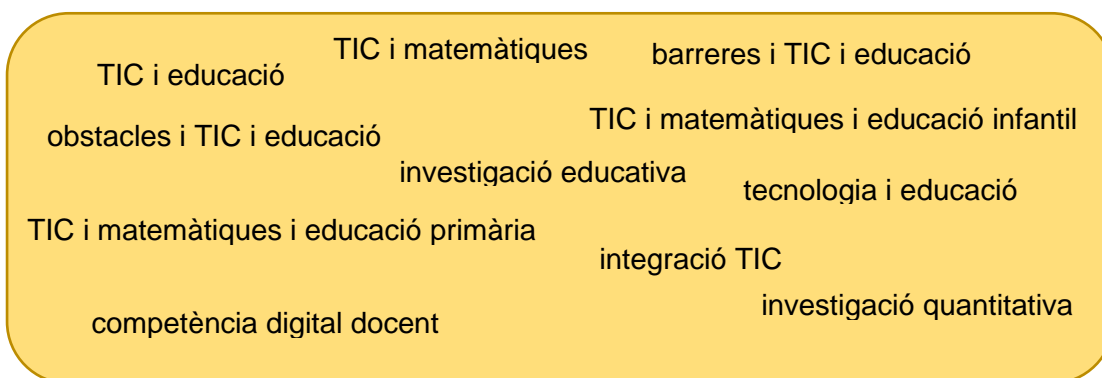 TIC i matemàtiques
barreres i TIC i educació
TIC i educació
TIC i matemàtiques i educació infantil
obstacles i TIC i educació
investigació educativa
tecnologia i educació
TIC i matemàtiques i educació primària
integració TIC
investigació quantitativa
competència digital docent